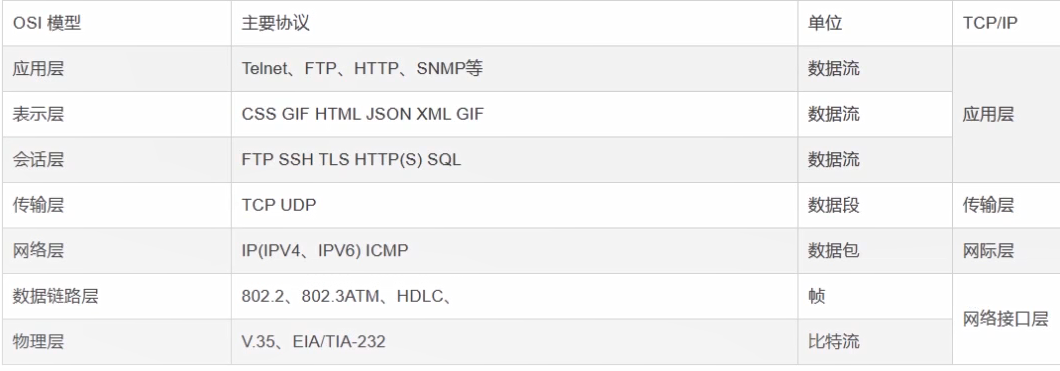 OSI 模型 主要协议 单位 TCP/IP
应用层 Telnet、FTP、HTTP、SNMP等 数据流
表示层 CSS GIF HTML JSON XML GIF 数据流 应用层
会话层 FTP SSH TLS HTTP(S) SQL 数据流
传输层 TCP UDP 数据段 传输层
网络层 IP(IPV4、IPV6) ICMP 数据包 网际层
数据链路层 802.2、802.3ATM、HDLC、 帧
网络接口层
物理层 V.35、EIA/TIA-232 比特流